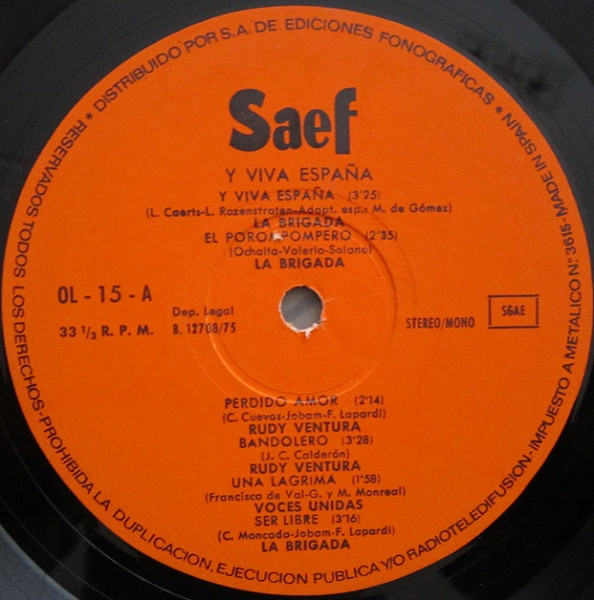 RESERVADOS TODOS LOS DERECHOS-PROHIBIDA LA DUPLICACION, EJECUCION PUBLICA Y/O RADIOTELEDIFUSION-IMPUESTO A METALICO N.º 3615-MADE IN SPAIN
* DISTRIBUIDO POR S.A. DE EDICIONES FONOGRAFICAS *
Saef
Y VIVA ESPAÑA
Y VIVA ESPAÑA (3'25)
(L. Caerts-L. Rozenstraten-Adapt. esp. M. de Gómez)
LA BRIGADA
EL POROMPOMPERO (2'35)
(Ochaita-Valerio-Solano)
LA BRIGADA
OL - 15 - A
33 1/3 R. P. M.
Dep. Legal
B. 12708/75
STEREO/MONO
SGAE
PERDIDO AMOR (2'14)
(C. Cuevas-Jobam-F. Lapardi)
RUDY VENTURA
BANDOLERO (3'28)
(J. C. Calderón)
RUDY VENTURA
UNA LAGRIMA (1'58)
(Francisco de Val-G. y M. Monreal)
VOCES UNIDAS
SER LIBRE (3'16)
(C. Moncada-Jobam-F. Lapardi)
LA BRIGADA